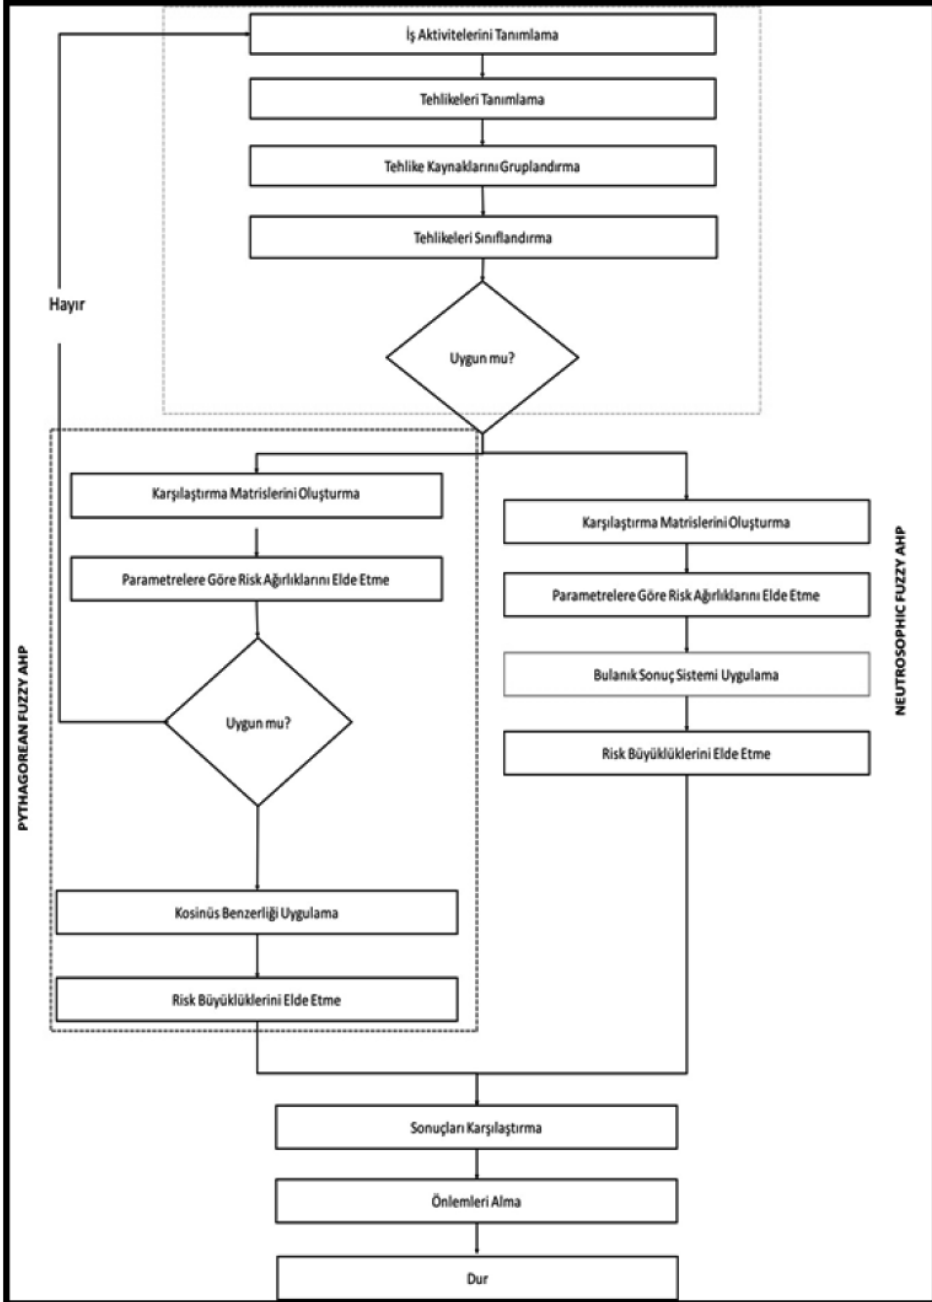 İş Aktivitelerini Tanımlama
Tehlikeleri Tanımlama
Tehlike Kaynaklarını Gruplandırma
Tehlikeleri Sınıflandırma
Hayır
Uygun mu?
PYTHAGOREAN FUZZY AHP
Karşılaştırma Matrislerini Oluşturma
Parametrelere Göre Risk Ağırlıklarını Elde Etme
Uygun mu?
Kosinüs Benzerliği Uygulama
Risk Büyüklüklerini Elde Etme
NEUTROSOPHIC FUZZY AHP
Karşılaştırma Matrislerini Oluşturma
Parametrelere Göre Risk Ağırlıklarını Elde Etme
Bulanık Sonuç Sistemi Uygulama
Risk Büyüklüklerini Elde Etme
Sonuçları Karşılaştırma
Önlemleri Alma
Dur